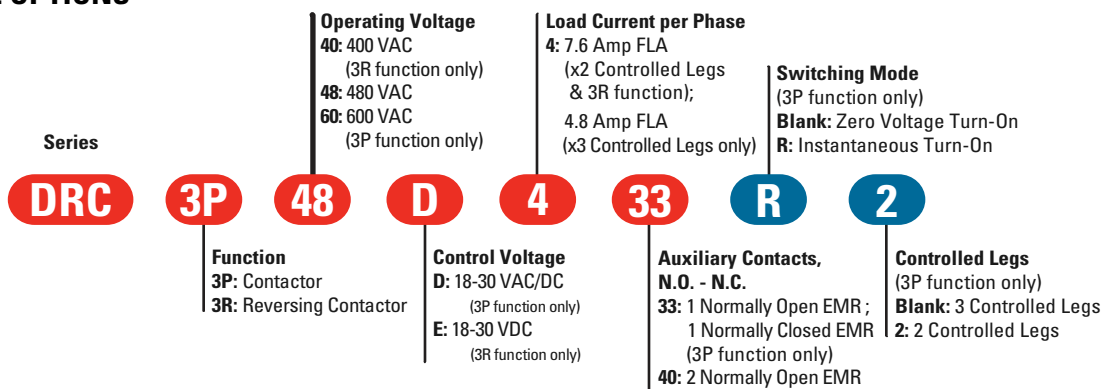 Operating Voltage
40: 400 VAC
(3R function only)
48: 480 VAC
60: 600 VAC
(3P function only)
Load Current per Phase
4: 7.6 Amp FLA
(x2 Controlled Legs
& 3R function);
4.8 Amp FLA
(x3 Controlled Legs only)
Switching Mode
(3P function only)
Blank: Zero Voltage Turn-On
R: Instantaneous Turn-On
Series
DRC 3P 48 D 4 33 R 2
Function
3P: Contactor
3R: Reversing Contactor
Control Voltage
D: 18-30 VAC/DC
(3P function only)
E: 18-30 VDC
(3R function only)
Auxiliary Contacts,
N.O. - N.C.
33: 1 Normally Open EMR ;
1 Normally Closed EMR
(3P function only)
40: 2 Normally Open EMR
Controlled Legs
(3P function only)
Blank: 3 Controlled Legs
2: 2 Controlled Legs